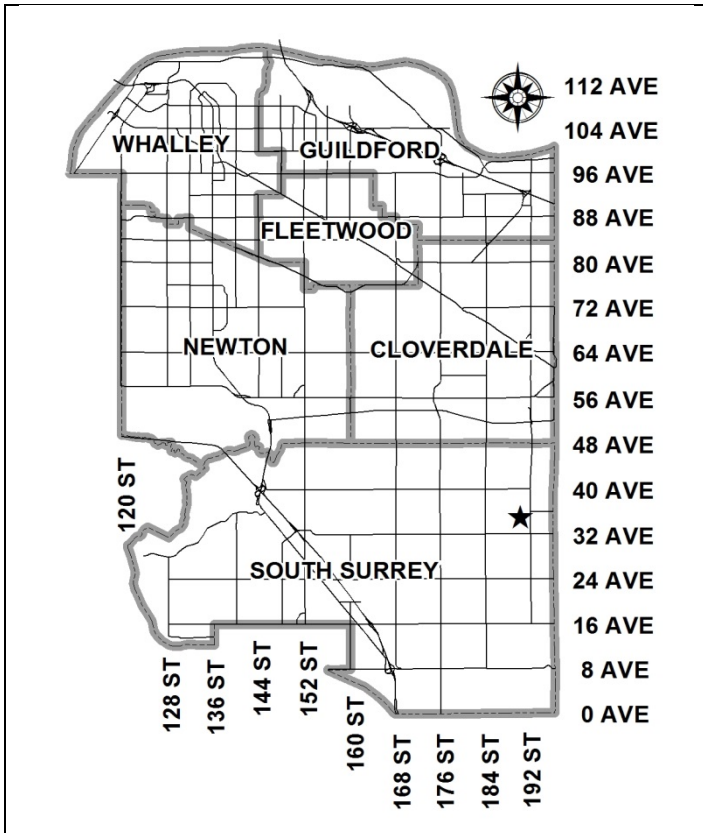 112 AVE
104 AVE
WHALLEY
GUILDFORD
96 AVE
88 AVE
FLEETWOOD
80 AVE
72 AVE
NEWTON
CLOVERDALE
64 AVE
56 AVE
48 AVE
120 ST
40 AVE
32 AVE
SOUTH SURREY
24 AVE
16 AVE
8 AVE
0 AVE
128 ST
136 ST
144 ST
152 ST
160 ST
168 ST
176 ST
184 ST
192 ST